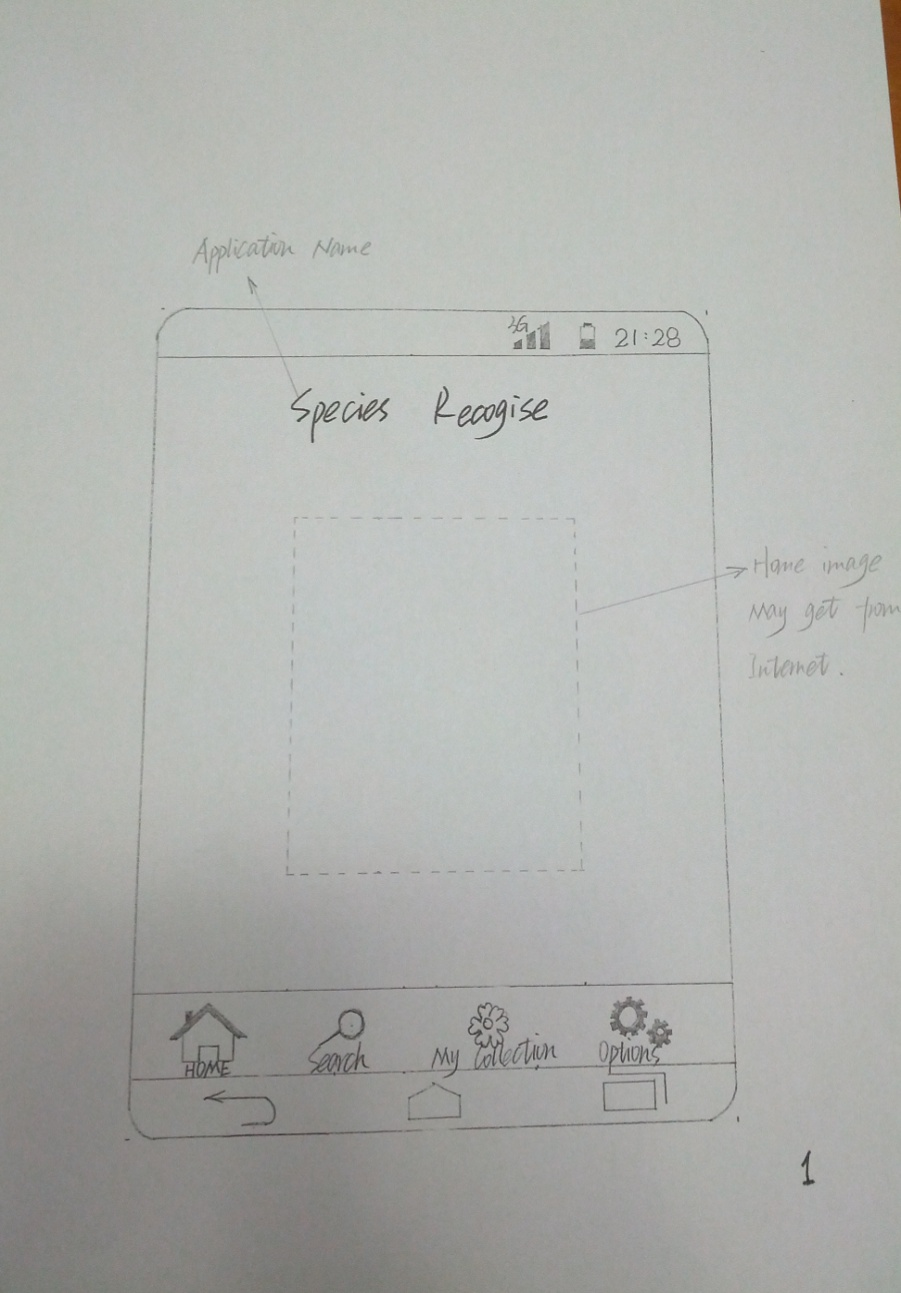 Application Name
3G 21:28
Species Recogise
Home image
May get from
Internet.
HOME Search My Collection Options
1